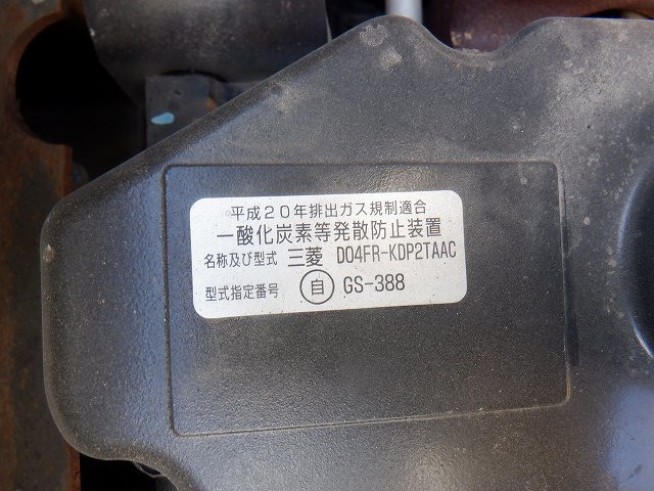 平成20年排出ガス規制適合
一酸化炭素等発散防止装置
名称及び型式 三菱 D04FR-KDP2TAAC
型式指定番号 自 GS-388